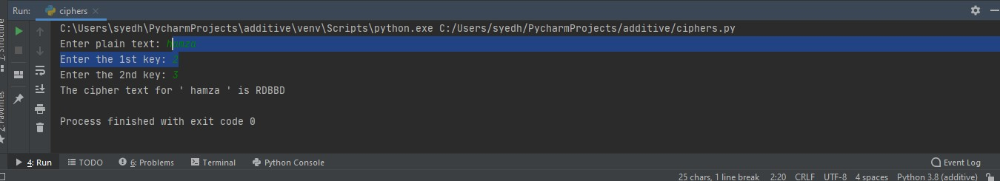 Run: ciphers
C:\Users\syedh\PycharmProjects\additive\venv\Scripts\python.exe C:/Users/syedh/PycharmProjects/additive/ciphers.py
Enter plain text: hamza
Enter the 1st key:
Enter the 2nd key: 3
The cipher text for ' hamza ' is RDBBD
Process finished with exit code 0
Structure
2: Favorites
4: Run TODO 6: Problems Terminal Python Console Event Log
25 chars, 1 line break 2:20 CRLF UTF-8 4 spaces Python 3.8 (additive)